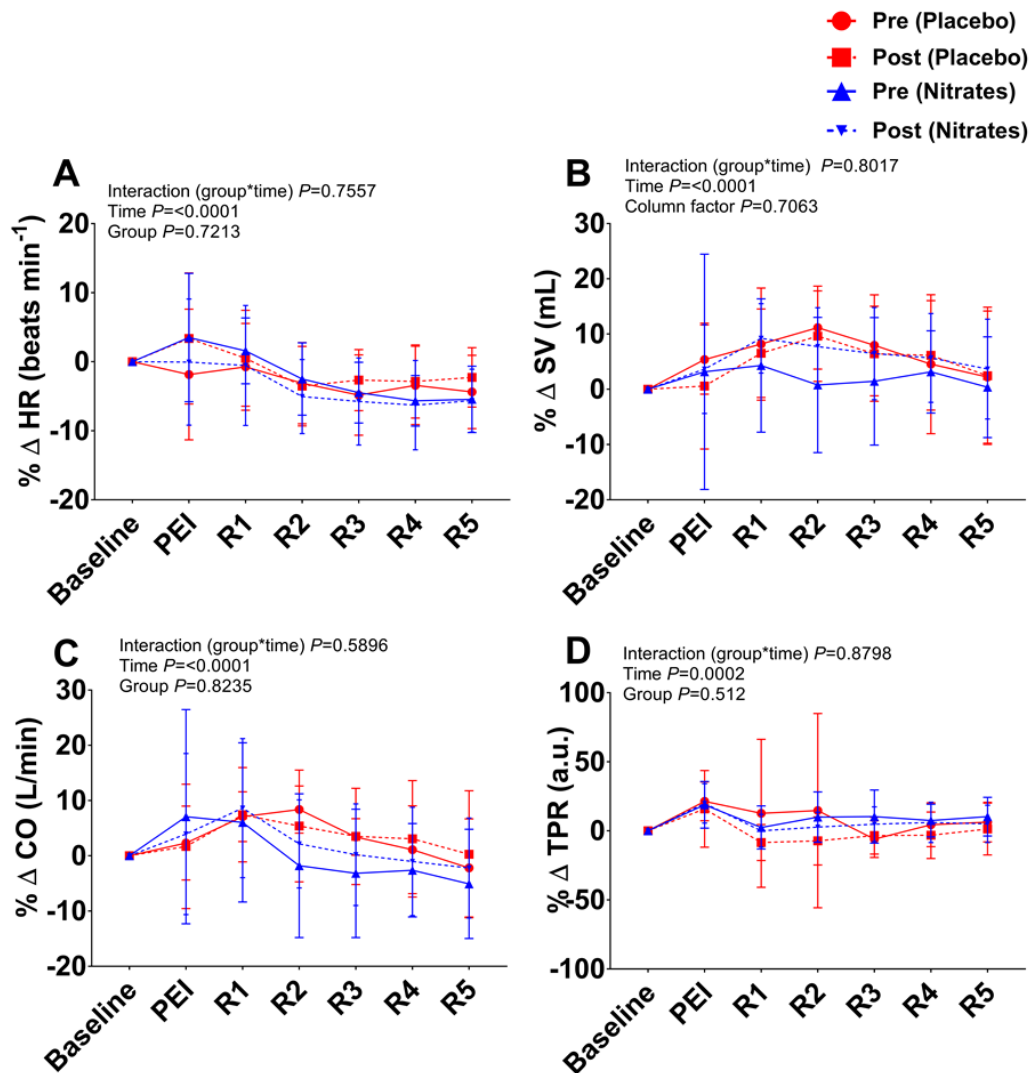 Pre (Placebo)
Post (Placebo)
Pre (Nitrates)
Post (Nitrates)
A
Interaction (group*time) P=0.7557
Time P=<0.0001
Group P=0.7213
% Δ HR (beats min⁻¹)
20
10
0
-10
-20
Baseline
PEI
R1
R2
R3
R4
R5
B
Interaction (group*time) P=0.8017
Time P=<0.0001
Column factor P=0.7063
% Δ SV (mL)
30
20
10
0
-10
-20
Baseline
PEI
R1
R2
R3
R4
R5
C
Interaction (group*time) P=0.5896
Time P=<0.0001
Group P=0.8235
% Δ CO (L/min)
30
20
10
0
-10
-20
Baseline
PEI
R1
R2
R3
R4
R5
D
Interaction (group*time) P=0.8798
Time P=0.0002
Group P=0.512
% Δ TPR (a.u.)
100
50
0
-50
-100
Baseline
PEI
R1
R2
R3
R4
R5